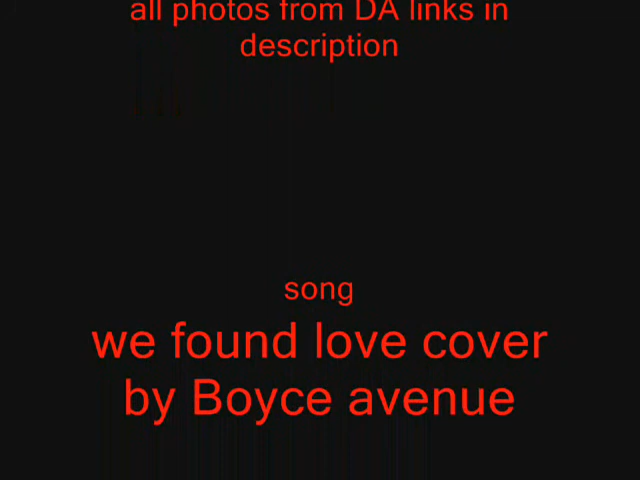 all photos from DA links in
description
song
we found love cover
by Boyce avenue